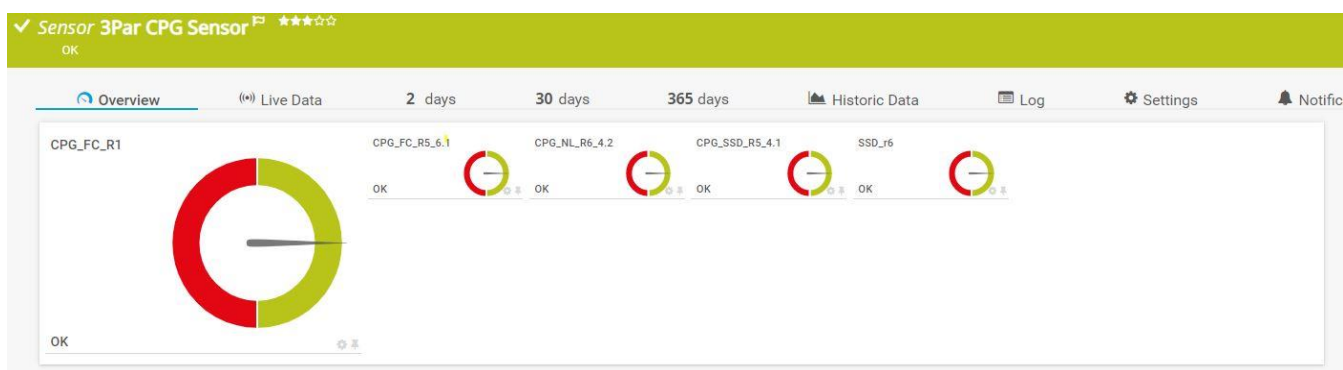 Sensor 3Par CPG Sensor
OK
Overview
Live Data
2 days
30 days
365 days
Historic Data
Log
Settings
Notific
CPG_FC_R1
OK
CPG_FC_R5_6.1
OK
CPG_NL_R6_4.2
OK
CPG_SSD_R5_4.1
OK
SSD_r6
OK